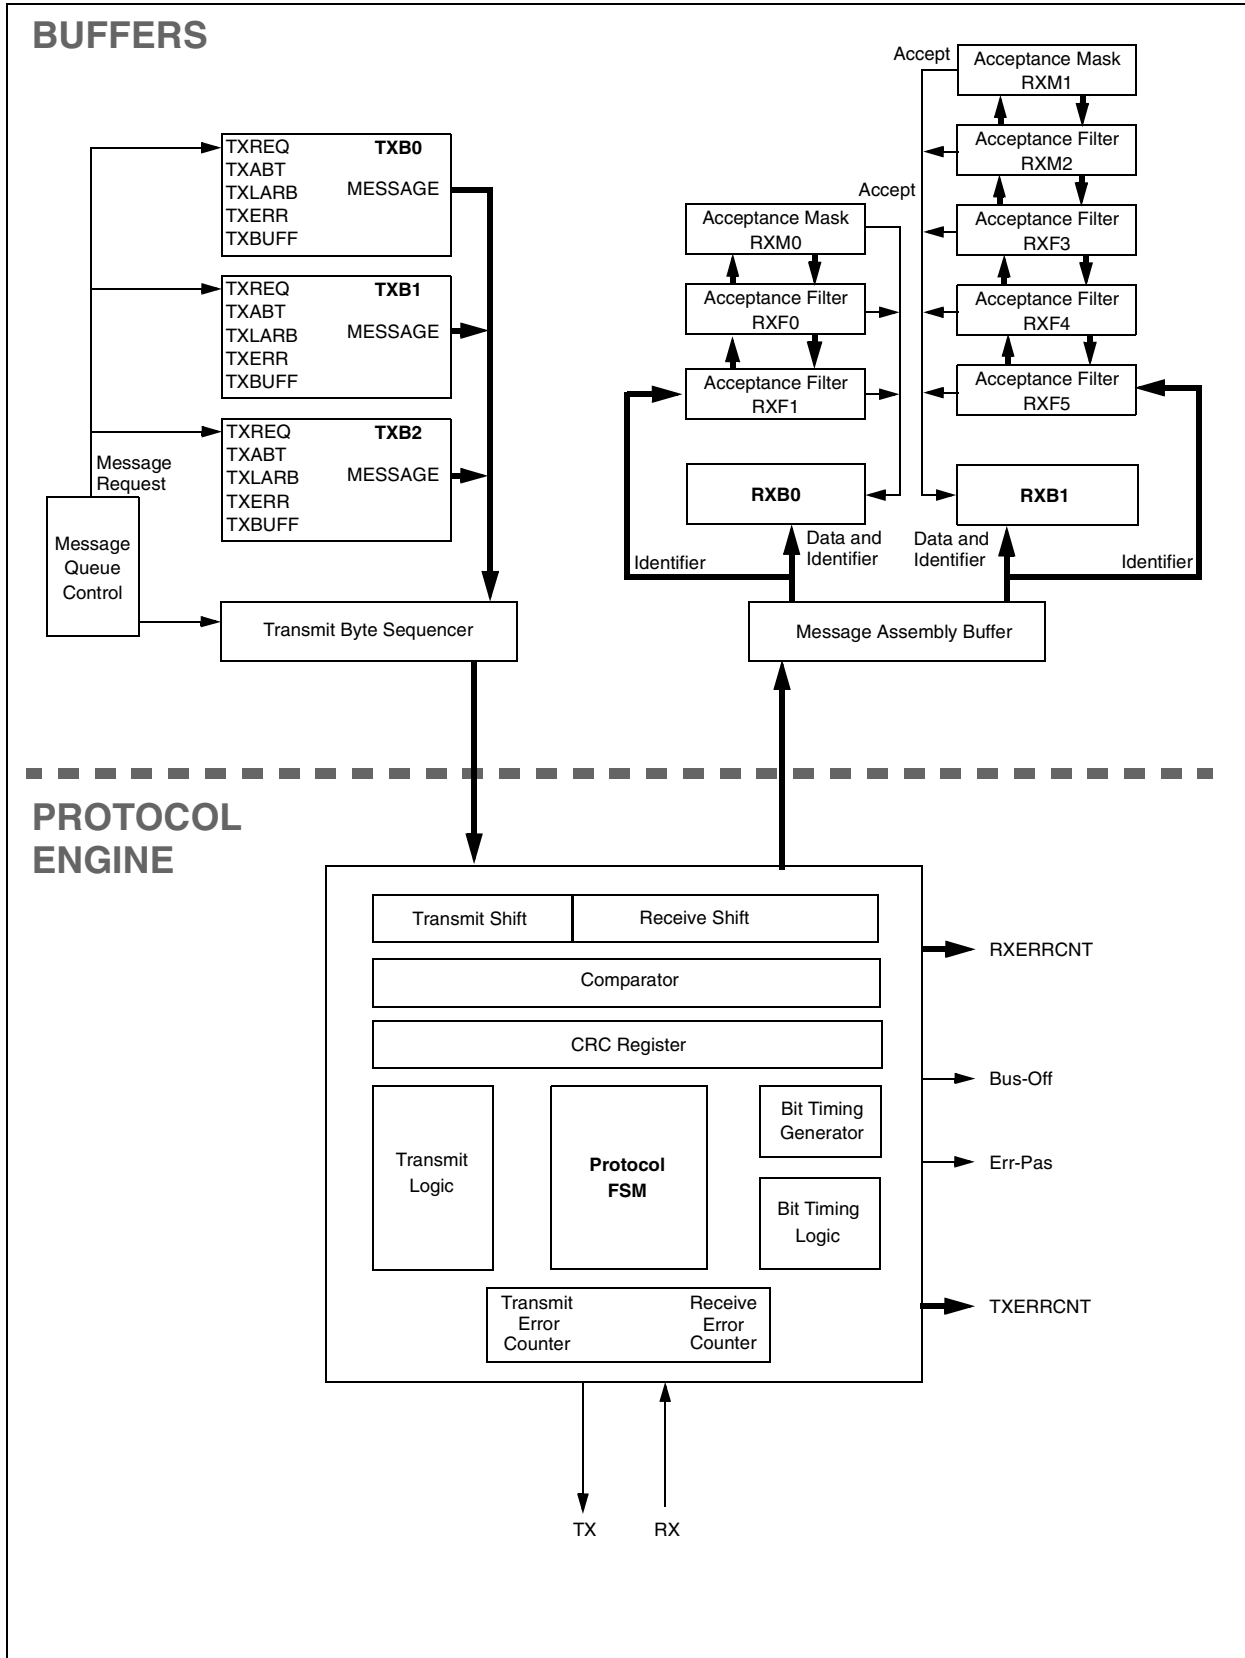 BUFFERS
TXREQ TXB0
TXABT
TXLARB MESSAGE
TXERR
TXBUFF
TXREQ TXB1
TXABT
TXLARB MESSAGE
TXERR
TXBUFF
TXREQ TXB2
TXABT
TXLARB MESSAGE
TXERR
TXBUFF
Message
Request
Message
Queue
Control
Transmit Byte Sequencer
Accept
Acceptance Mask
RXM1
Acceptance Filter
RXM2
Accept
Acceptance Mask
RXM0
Acceptance Filter
RXF3
Acceptance Filter
RXF0
Acceptance Filter
RXF4
Acceptance Filter
RXF1
Acceptance Filter
RXF5
RXB0
RXB1
Identifier
Data and
Identifier
Data and
Identifier
Identifier
Message Assembly Buffer
PROTOCOL
ENGINE
Transmit Shift
Receive Shift
Comparator
CRC Register
Transmit
Logic
Protocol
FSM
Bit Timing
Generator
Bit Timing
Logic
Transmit
Error
Counter
Receive
Error
Counter
RXERRCNT
Bus-Off
Err-Pas
TXERRCNT
TX
RX